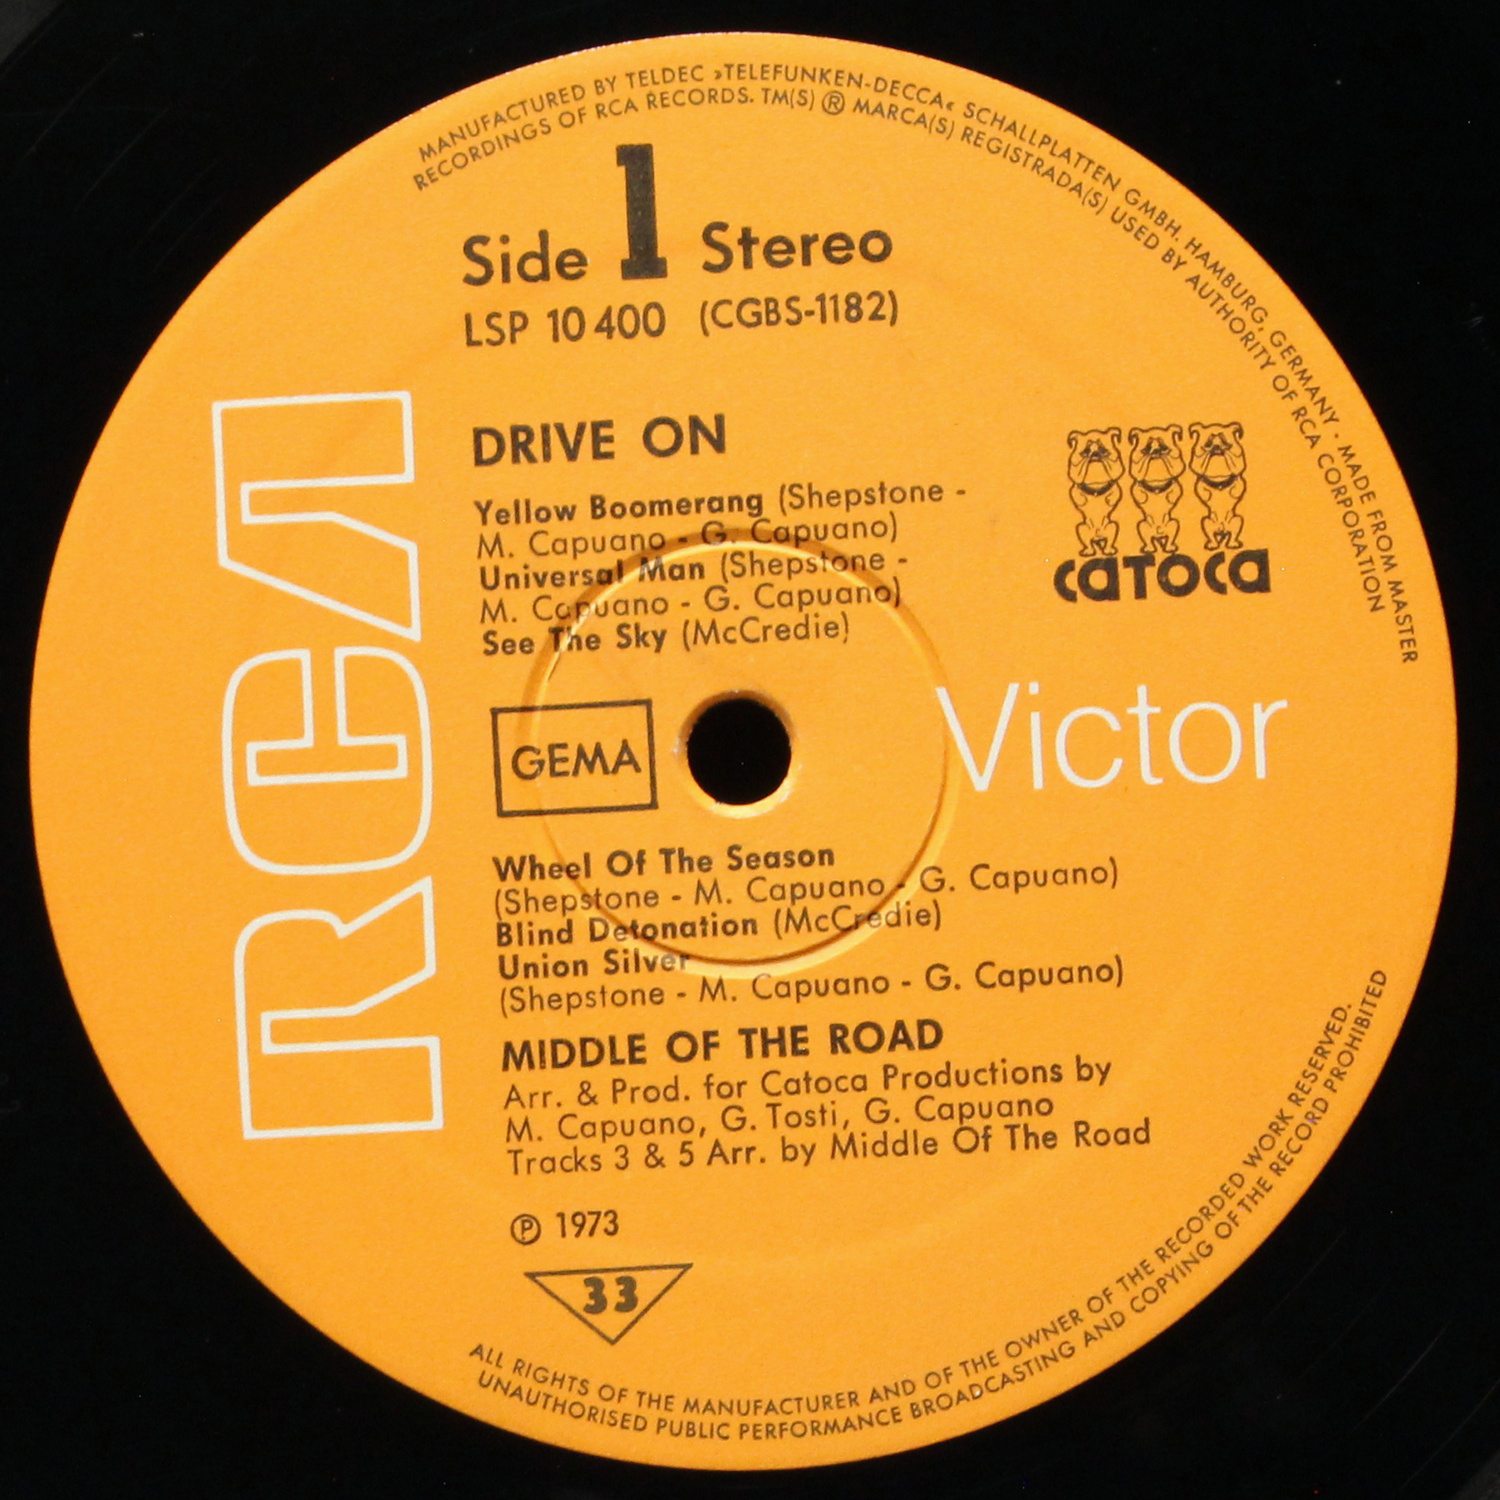 MANUFACTURED BY TELDEC »TELEFUNKEN-DECCA« SCHALLPLATTEN GMBH, HAMBURG, GERMANY · MADE FROM MASTER
RECORDINGS OF RCA RECORDS. TM(S) ® MARCA(S) REGISTRADA(S) USED BY AUTHORITY OF RCA CORPORATION
Side 1 Stereo
LSP 10 400 (CGBS-1182)
RCA
DRIVE ON
Yellow Boomerang (Shepstone -
M. Capuano - G. Capuano)
Universal Man (Shepstone -
M. Capuano - G. Capuano)
See The Sky (McCredie)
CATOCA
GEMA
Victor
Wheel Of The Season
(Shepstone - M. Capuano - G. Capuano)
Blind Detonation (McCredie)
Union Silver
(Shepstone - M. Capuano - G. Capuano)
MIDDLE OF THE ROAD
Arr. & Prod. for Catoca Productions by
M. Capuano, G. Tosti, G. Capuano
Tracks 3 & 5 Arr. by Middle Of The Road
℗ 1973
33
ALL RIGHTS OF THE MANUFACTURER AND OF THE OWNER OF THE RECORDED WORK RESERVED.
UNAUTHORISED PUBLIC PERFORMANCE BROADCASTING AND COPYING OF THE RECORD PROHIBITED